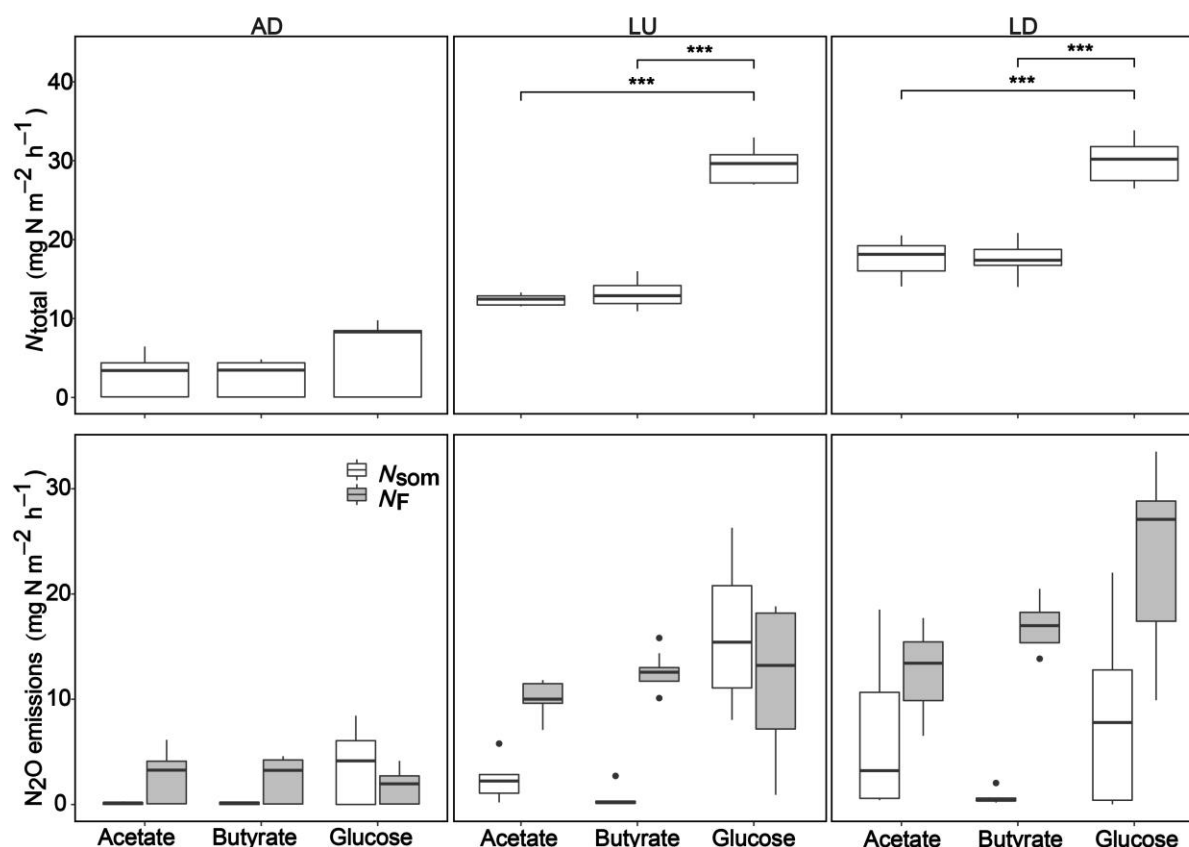 AD LU LD
Ntotal (mg N m−2 h−1)
40
30
20
10
0
*** ***
*** ***
N2O emissions (mg N m−2 h−1)
30
20
10
0
Nsom
NF
Acetate Butyrate Glucose Acetate Butyrate Glucose Acetate Butyrate Glucose